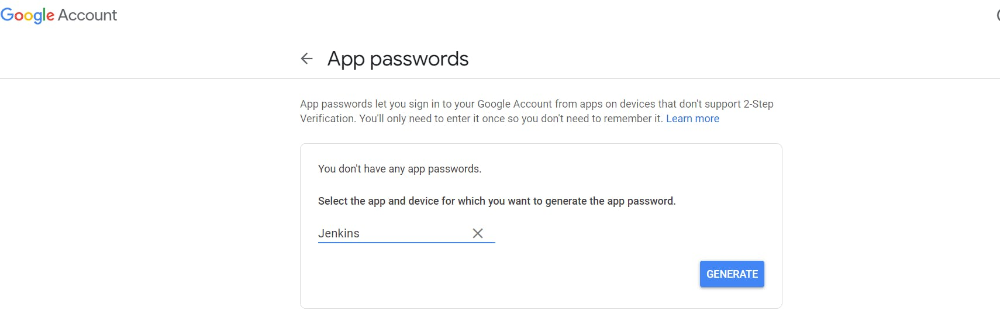 Google Account
App passwords
App passwords let you sign in to your Google Account from apps on devices that don't support 2-Step
Verification. You'll only need to enter it once so you don't need to remember it. Learn more
You don't have any app passwords.
Select the app and device for which you want to generate the app password.
Jenkins
GENERATE